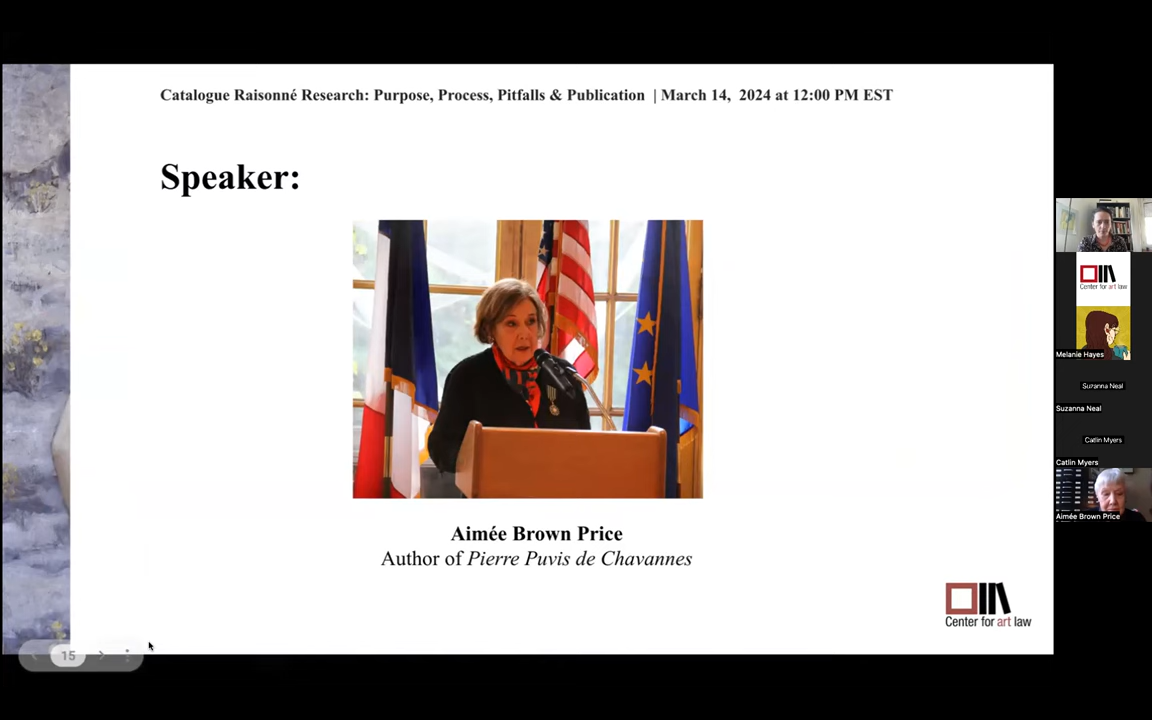 Catalogue Raisonné Research: Purpose, Process, Pitfalls & Publication | March 14, 2024 at 12:00 PM EST
Speaker:
Aimée Brown Price
Author of Pierre Puvis de Chavannes
Center for art law
15
Center for art law
Melanie Hayes
Suzanna Neal
Suzanna Neal
Catlin Myers
Catlin Myers
Aimée Brown Price